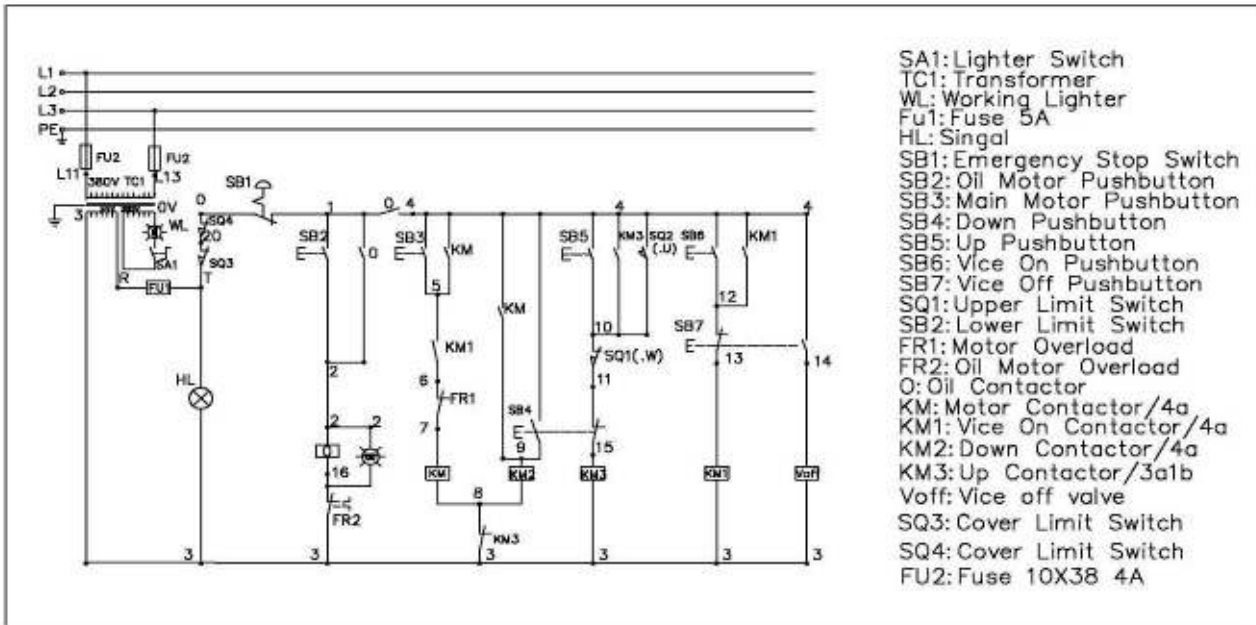 L1
L2
L3
PE
FU2
FU2
L11
380V TC1
L13
SB1
0
0V
3
WL
SQ4
20
SA1
SQ3
R
T
FU1
HL
1
0
4
4
4
SB2
0
SB3
KM
SB5
KM3
SQ2
(.U)
SB6
KM1
5
KM
10
12
KM1
SQ1(.W)
SB7
13
14
2
6
11
FR1
SB4
7
2
2
9
15
O
16
KM
KM2
KM3
KM1
Voff
8
FR2
KM3
3
3
3
3
3
3
SA1: Lighter Switch
TC1: Transformer
WL: Working Lighter
Fu1: Fuse 5A
HL: Singal
SB1: Emergency Stop Switch
SB2: Oil Motor Pushbutton
SB3: Main Motor Pushbutton
SB4: Down Pushbutton
SB5: Up Pushbutton
SB6: Vice On Pushbutton
SB7: Vice Off Pushbutton
SQ1: Upper Limit Switch
SB2: Lower Limit Switch
FR1: Motor Overload
FR2: Oil Motor Overload
O: Oil Contactor
KM: Motor Contactor/4a
KM1: Vice On Contactor/4a
KM2: Down Contactor/4a
KM3: Up Contactor/3a1b
Voff: Vice off valve
SQ3: Cover Limit Switch
SQ4: Cover Limit Switch
FU2: Fuse 10X38 4A